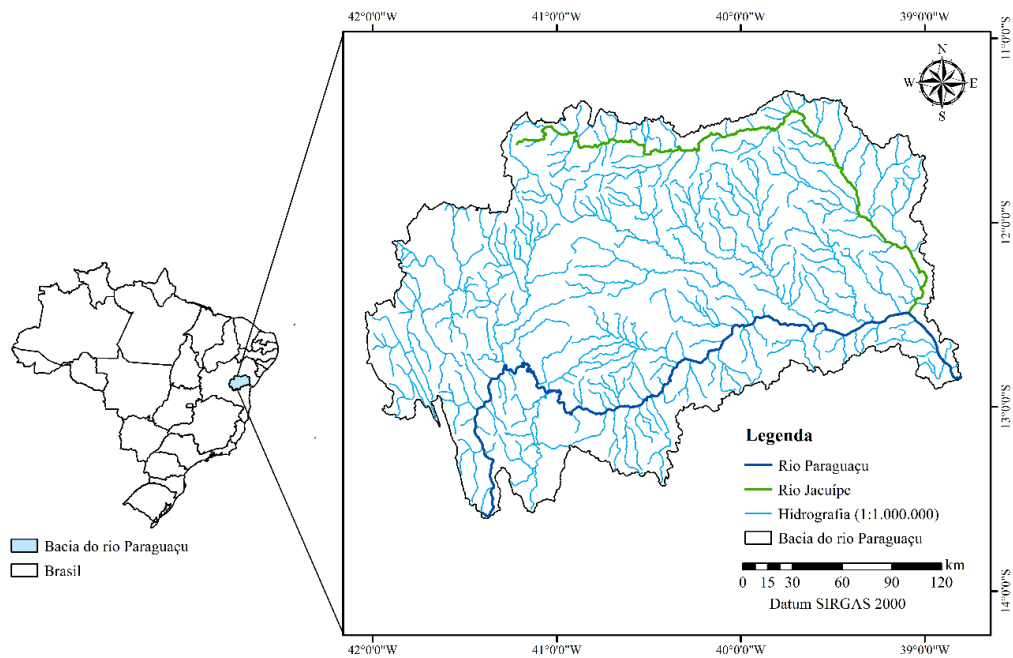 42°0'0"W 41°0'0"W 40°0'0"W 39°0'0"W
11°0'0"S
N
W E
S
12°0'0"S
13°0'0"S
Legenda
Rio Paraguaçu
Rio Jacuípe
Hidrografia (1:1.000.000)
Bacia do rio Paraguaçu
km
0 15 30 60 90 120
Datum SIRGAS 2000
14°0'0"S
Bacia do rio Paraguaçu
Brasil
42°0'0"W 41°0'0"W 40°0'0"W 39°0'0"W